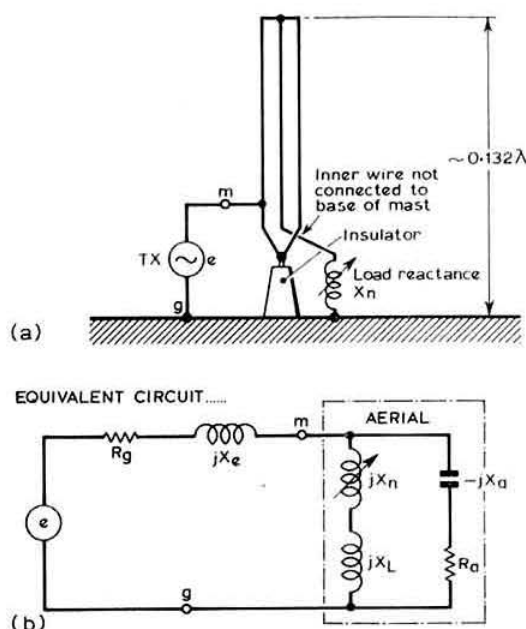 ~0·132λ
Inner wire not
connected to
base of mast
m
Insulator
TX
e
Load reactance
Xn
g
(a)
EQUIVALENT CIRCUIT......
AERIAL
m
Rg
jXe
jXn
-jXa
e
jXL
Ra
g
(b)